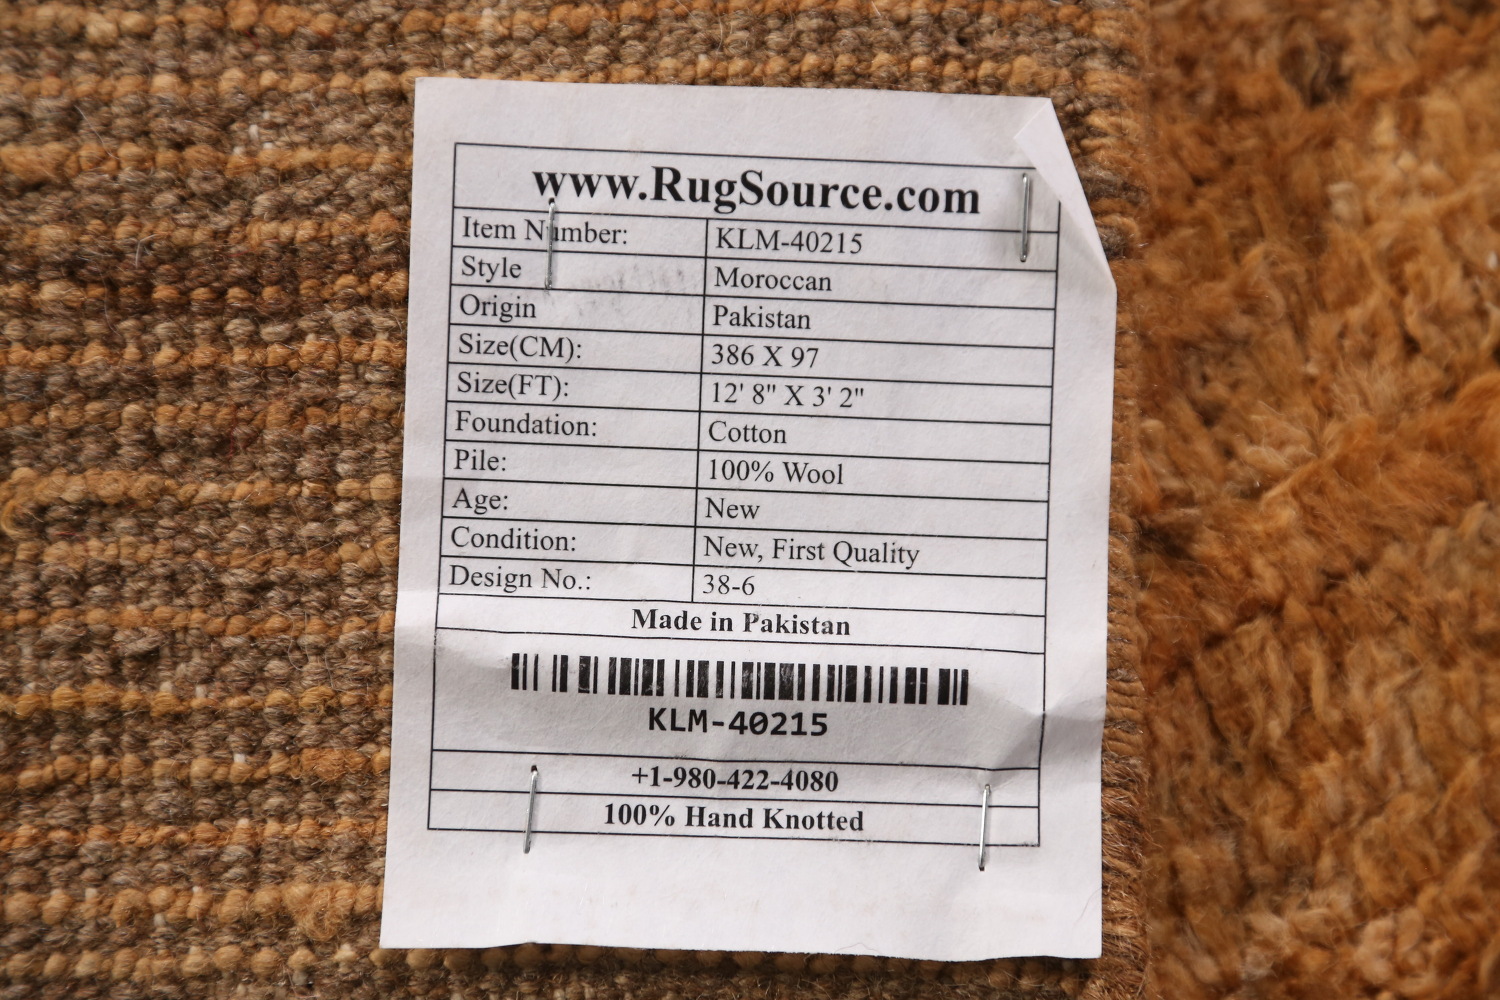 www.RugSource.com
Item Number: KLM-40215
Style Moroccan
Origin Pakistan
Size(CM): 386 X 97
Size(FT): 12' 8" X 3' 2"
Foundation: Cotton
Pile: 100% Wool
Age: New
Condition: New, First Quality
Design No.: 38-6
Made in Pakistan
KLM-40215
+1-980-422-4080
100% Hand Knotted